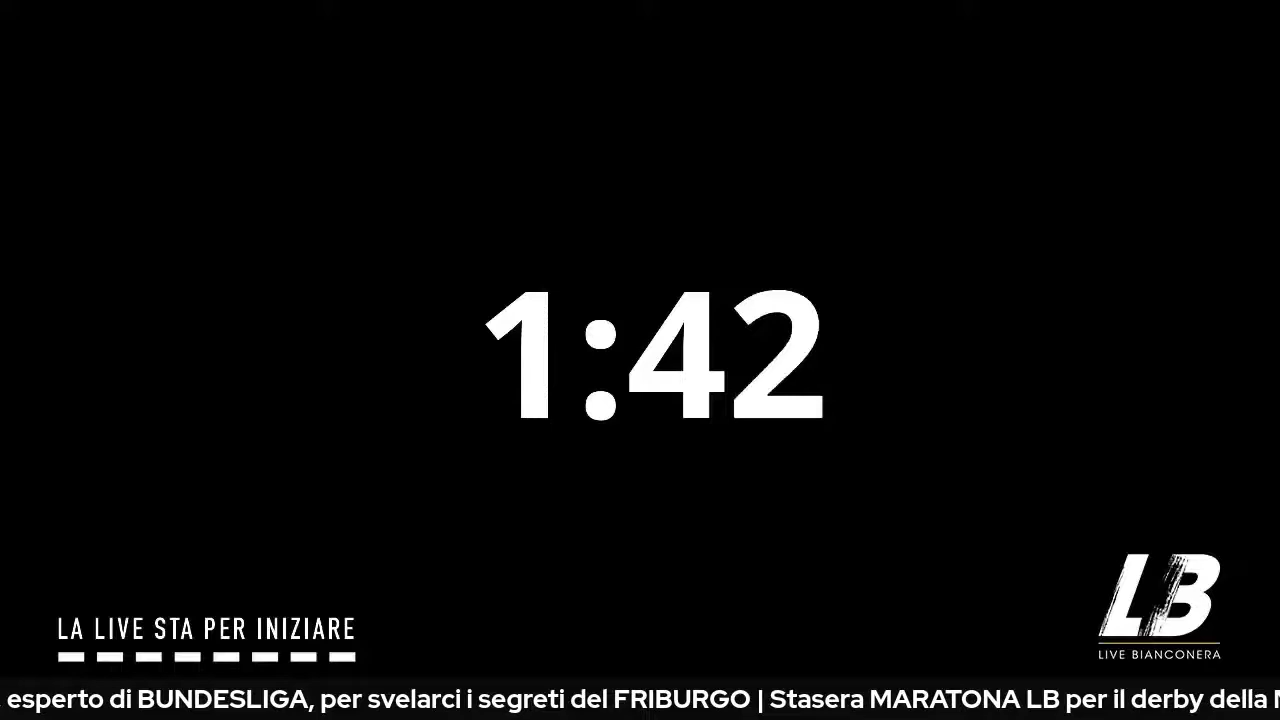 1:42
LA LIVE STA PER INIZIARE
LB
LIVE BIANCONERA
esperto di BUNDESLIGA, per svelarci i segreti del FRIBURGO | Stasera MARATONA LB per il derby della